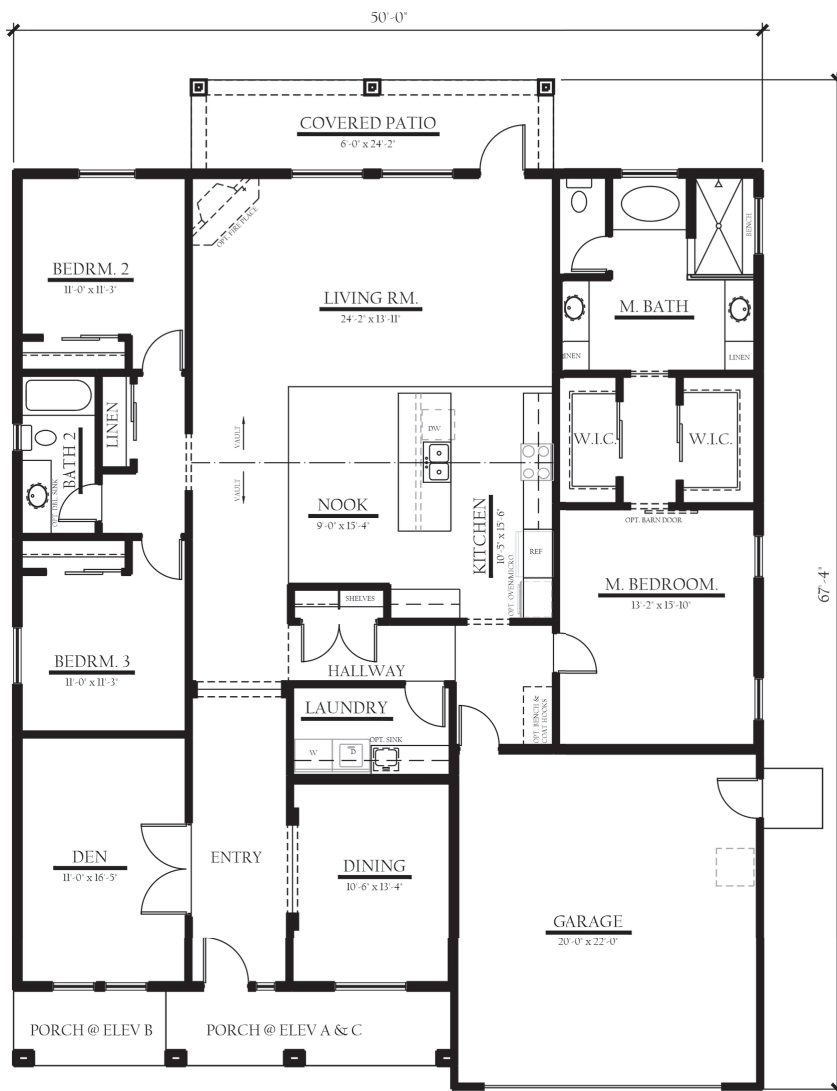 50'-0"
COVERED PATIO
6'-0" x 24'-2"
OPT. FIRE PLACE
BENCH
BEDRM. 2
11'-0" x 11'-3"
LIVING RM.
24'-2" x 13'-11"
M. BATH
LINEN
LINEN
LINEN
DW
W.I.C.
W.I.C.
VAULT
VAULT
BATH 2
OPT. DBL. SINK
NOOK
9'-0" x 15'-4"
KITCHEN
10'-5" x 15'-6"
OPT. BARN DOOR
REF
OPT. OVEN/MICRO
M. BEDROOM.
13'-2" x 15'-10"
67'-4"
SHELVES
BEDRM. 3
11'-0" x 11'-3"
HALLWAY
LAUNDRY
OPT. BENCH &
COAT HOOKS
OPT. SINK
W
D
DEN
11'-0" x 16'-5"
ENTRY
DINING
10'-6" x 13'-4"
GARAGE
20'-0" x 22'-0"
PORCH @ ELEV B
PORCH @ ELEV A & C